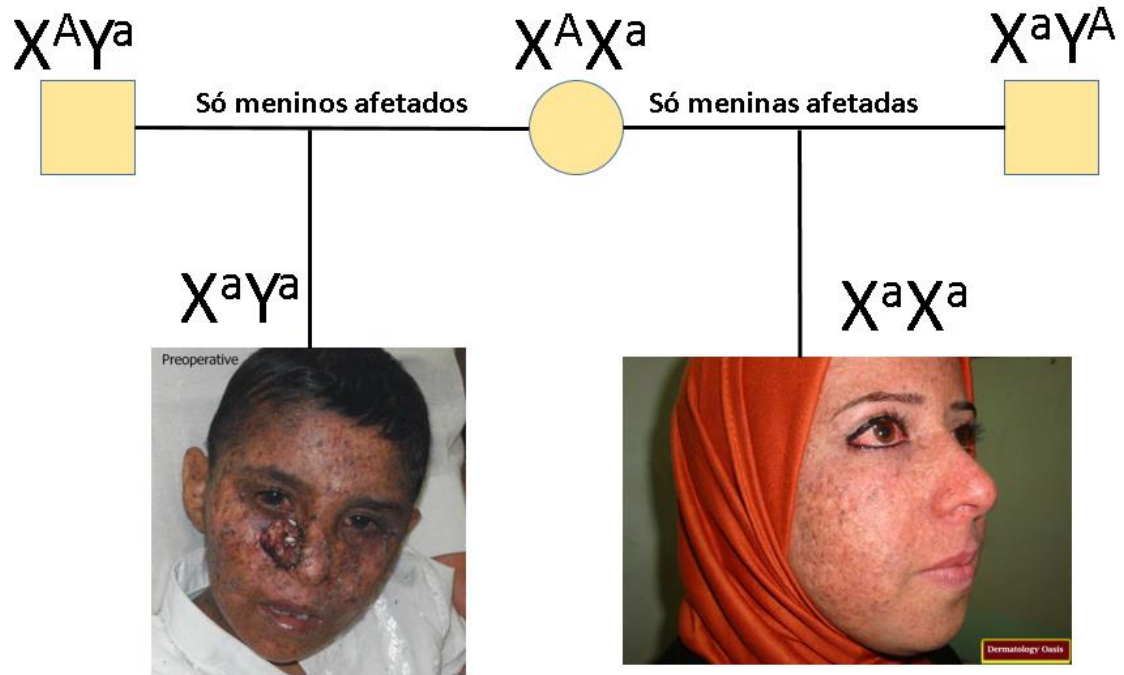 XᴬYᵃ
XᴬXᵃ
XᵃYᴬ
Só meninos afetados
Só meninas afetadas
XᵃYᵃ
XᵃXᵃ
Preoperative
Dermatology Oasis